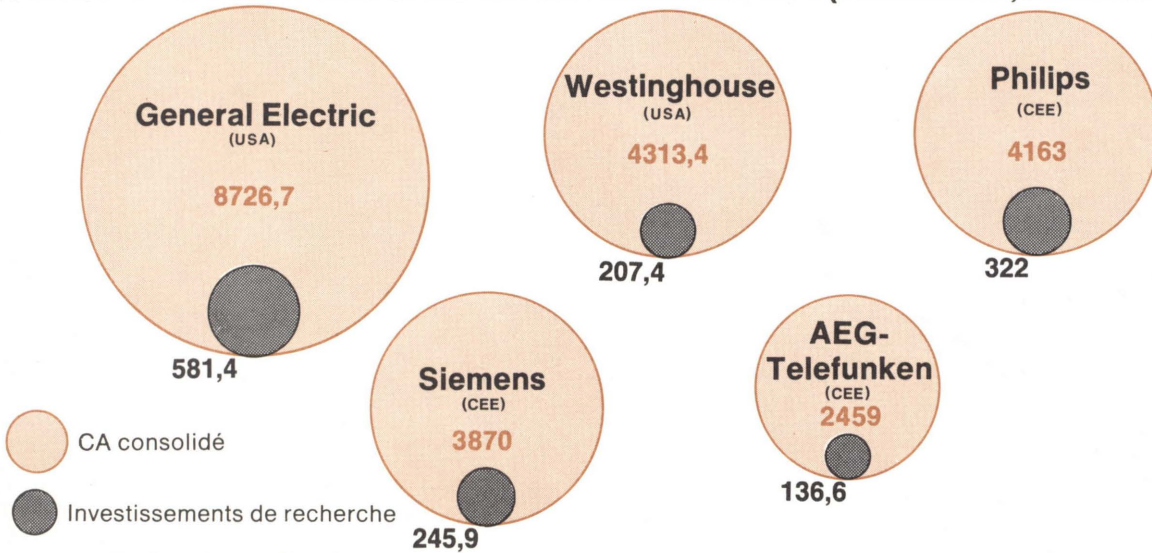 General Electric
(USA)
8726,7
581,4
Westinghouse
(USA)
4313,4
207,4
Philips
(CEE)
4163
322
Siemens
(CEE)
3870
245,9
AEG-
Telefunken
(CEE)
2459
136,6
CA consolidé
Investissements de recherche